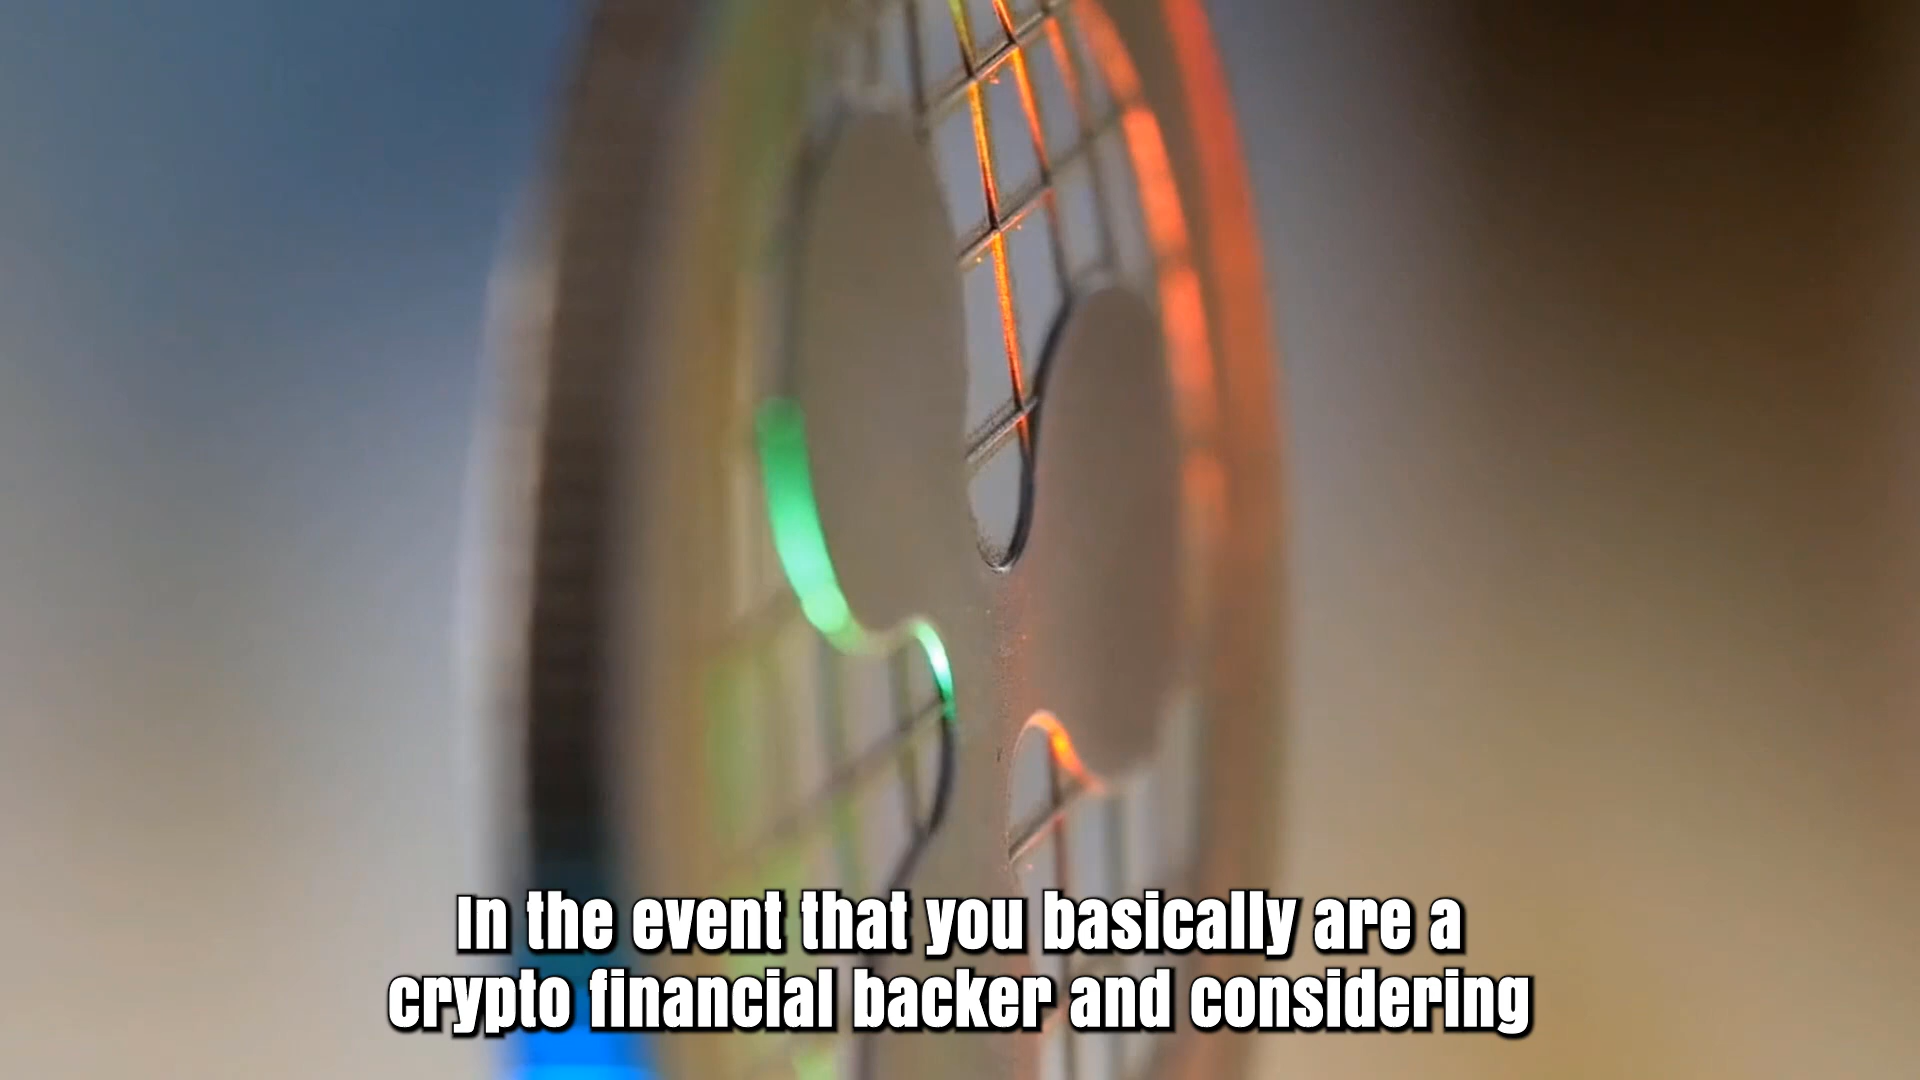 In the event that you basically are a
crypto financial backer and considering